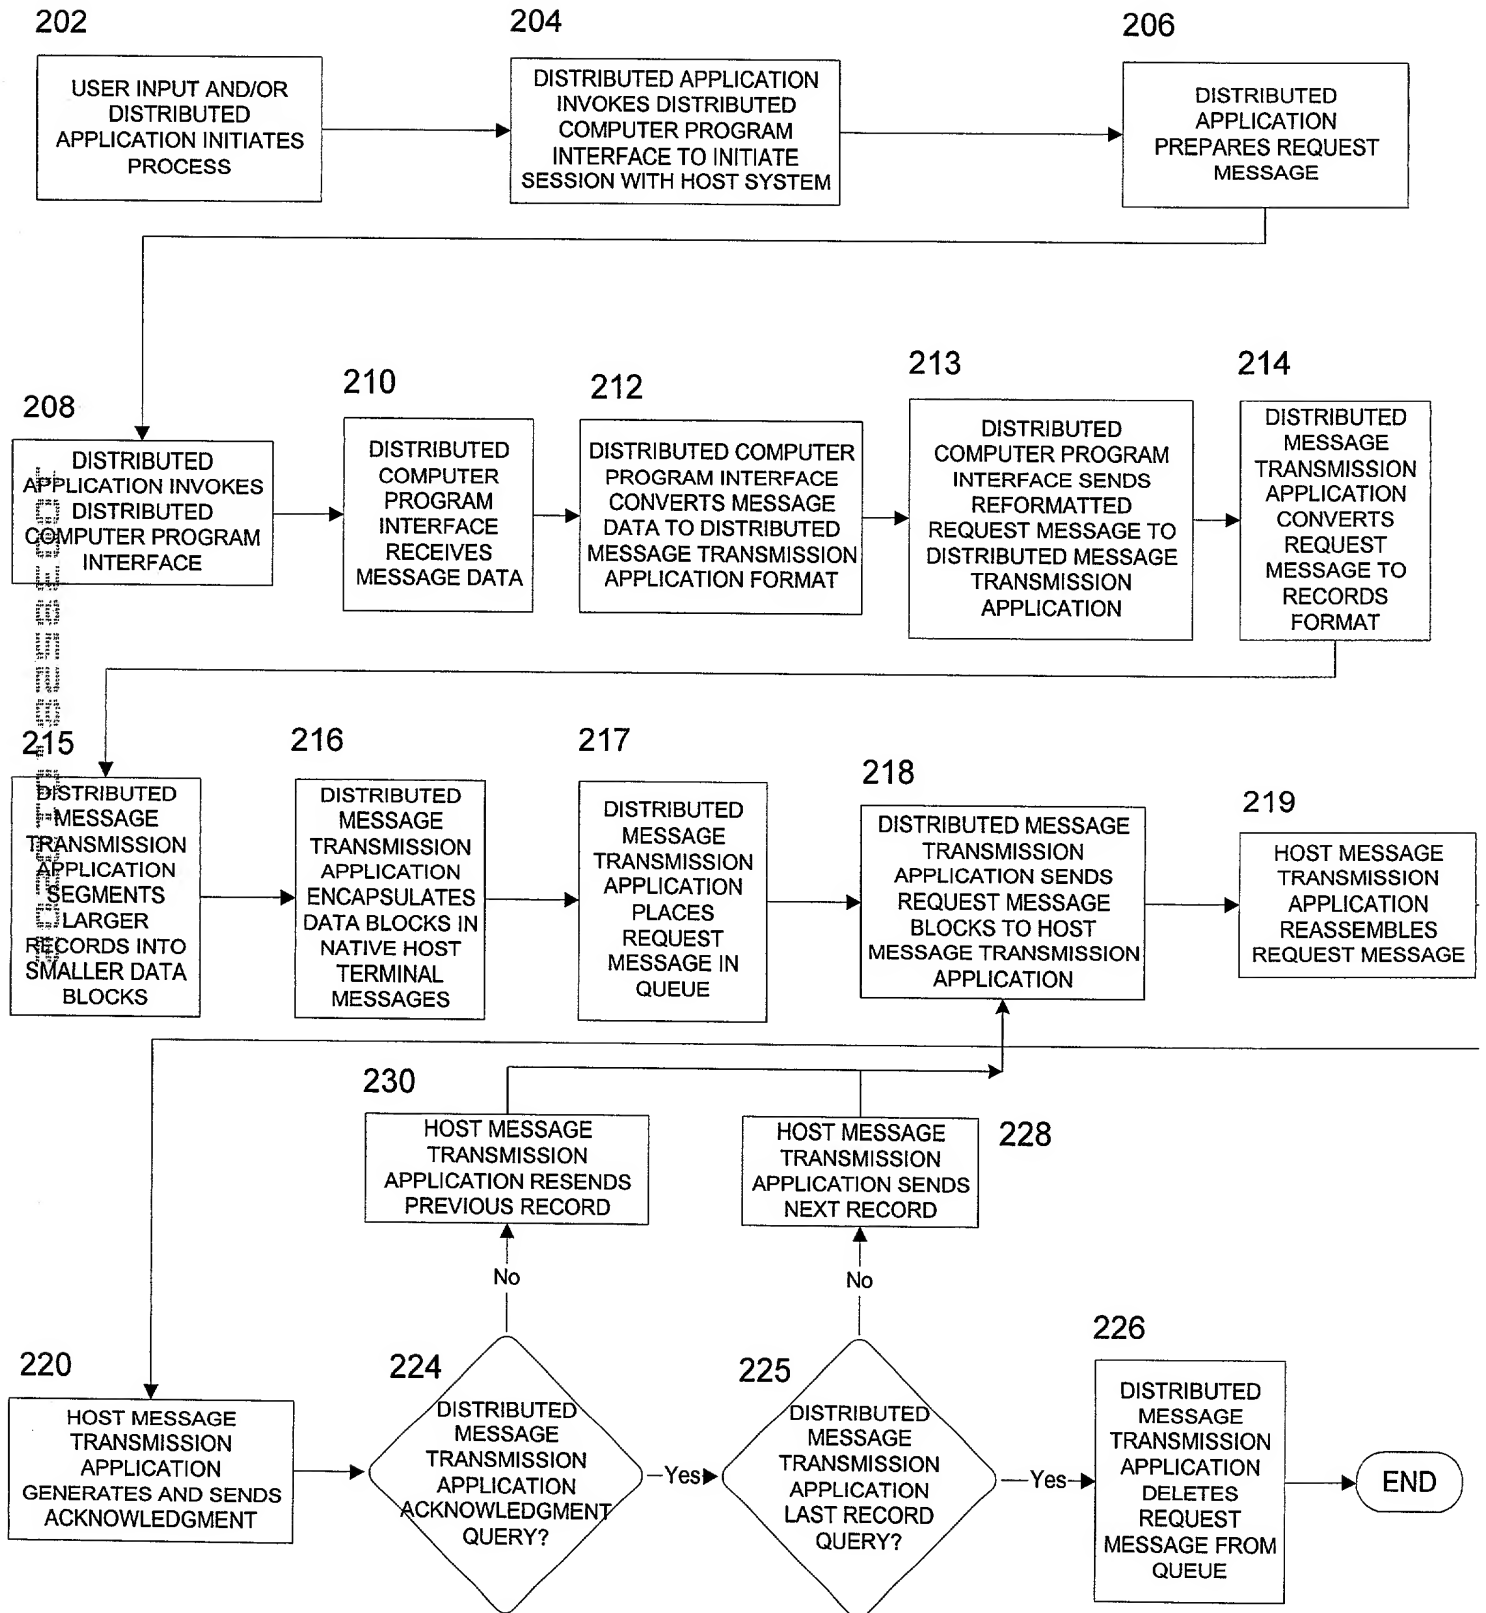 202
USER INPUT AND/OR
DISTRIBUTED
APPLICATION INITIATES
PROCESS
204
DISTRIBUTED APPLICATION
INVOKES DISTRIBUTED
COMPUTER PROGRAM
INTERFACE TO INITIATE
SESSION WITH HOST SYSTEM
206
DISTRIBUTED
APPLICATION
PREPARES REQUEST
MESSAGE
208
DISTRIBUTED
APPLICATION INVOKES
DISTRIBUTED
COMPUTER PROGRAM
INTERFACE
210
DISTRIBUTED
COMPUTER
PROGRAM
INTERFACE
RECEIVES
MESSAGE DATA
212
DISTRIBUTED COMPUTER
PROGRAM INTERFACE
CONVERTS MESSAGE
DATA TO DISTRIBUTED
MESSAGE TRANSMISSION
APPLICATION FORMAT
213
DISTRIBUTED
COMPUTER PROGRAM
INTERFACE SENDS
REFORMATTED
REQUEST MESSAGE TO
DISTRIBUTED MESSAGE
TRANSMISSION
APPLICATION
214
DISTRIBUTED
MESSAGE
TRANSMISSION
APPLICATION
CONVERTS
REQUEST
MESSAGE TO
RECORDS
FORMAT
215
DISTRIBUTED
MESSAGE
TRANSMISSION
APPLICATION
SEGMENTS
LARGER
RECORDS INTO
SMALLER DATA
BLOCKS
216
DISTRIBUTED
MESSAGE
TRANSMISSION
APPLICATION
ENCAPSULATES
DATA BLOCKS IN
NATIVE HOST
TERMINAL
MESSAGES
217
DISTRIBUTED
MESSAGE
TRANSMISSION
APPLICATION
PLACES
REQUEST
MESSAGE IN
QUEUE
218
DISTRIBUTED MESSAGE
TRANSMISSION
APPLICATION SENDS
REQUEST MESSAGE
BLOCKS TO HOST
MESSAGE TRANSMISSION
APPLICATION
219
HOST MESSAGE
TRANSMISSION
APPLICATION
REASSEMBLES
REQUEST MESSAGE
230
HOST MESSAGE
TRANSMISSION
APPLICATION RESENDS
PREVIOUS RECORD
228
HOST MESSAGE
TRANSMISSION
APPLICATION SENDS
NEXT RECORD
No
No
220
HOST MESSAGE
TRANSMISSION
APPLICATION
GENERATES AND SENDS
ACKNOWLEDGMENT
224
DISTRIBUTED
MESSAGE
TRANSMISSION
APPLICATION
ACKNOWLEDGMENT
QUERY?
Yes
225
DISTRIBUTED
MESSAGE
TRANSMISSION
APPLICATION
LAST RECORD
QUERY?
Yes
226
DISTRIBUTED
MESSAGE
TRANSMISSION
APPLICATION
DELETES
REQUEST
MESSAGE FROM
QUEUE
END